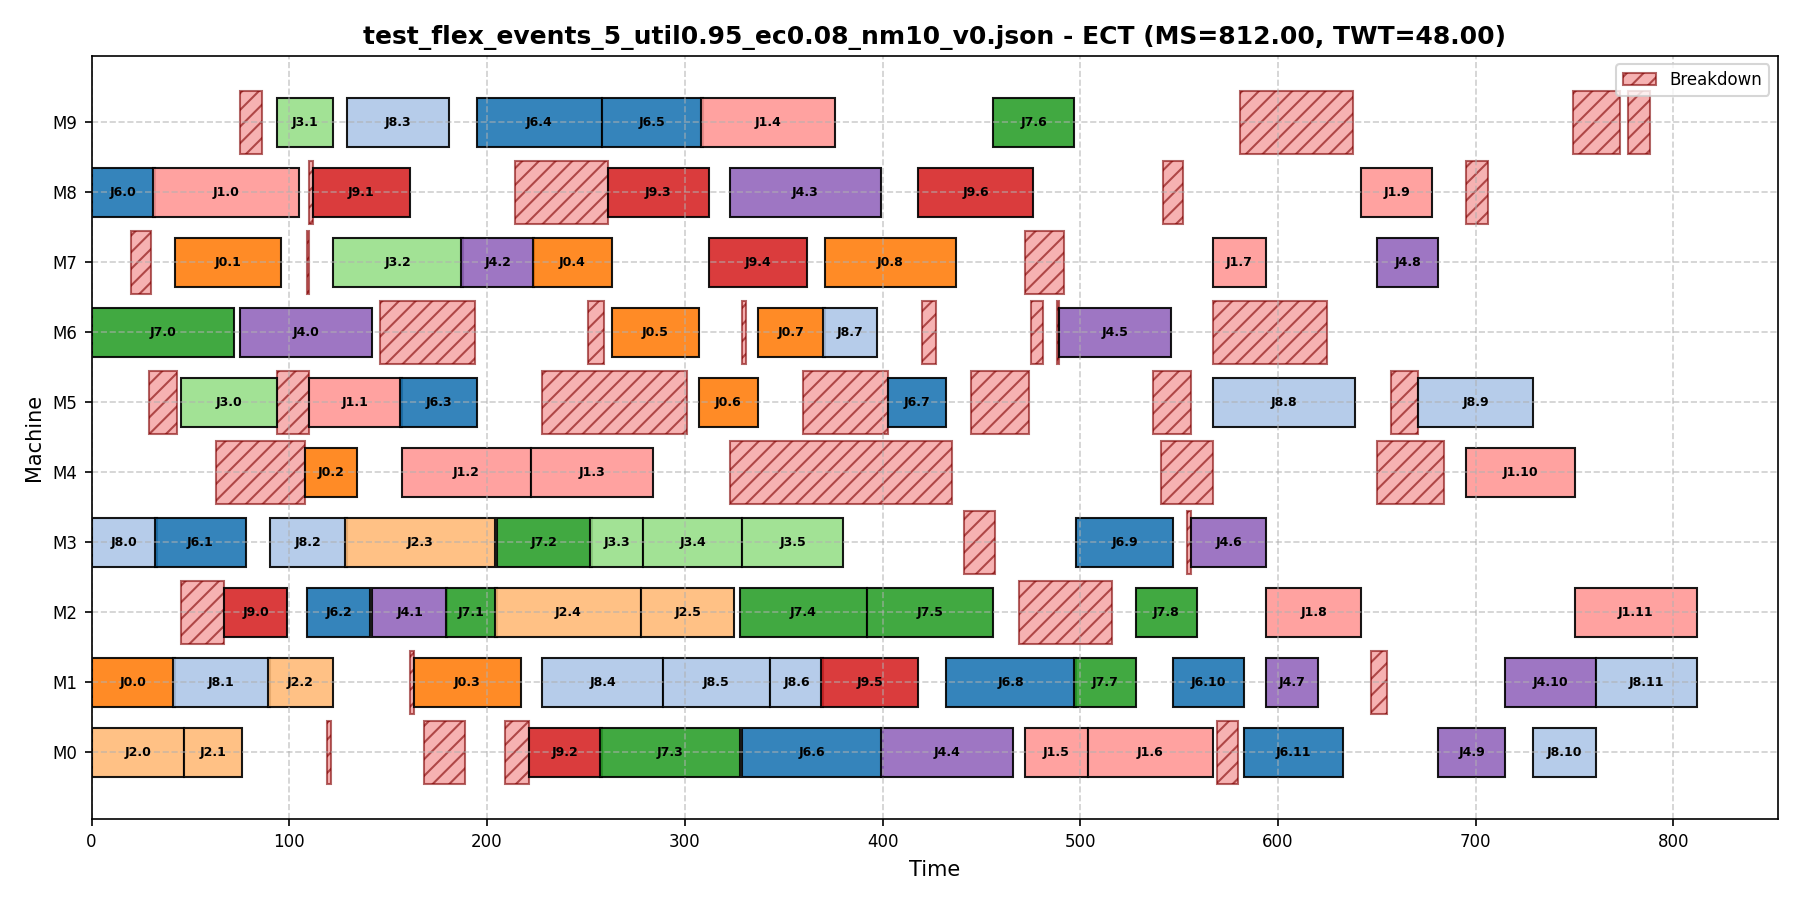 test_flex_events_5_util0.95_ec0.08_nm10_v0.json - ECT (MS=812.00, TWT=48.00)
Breakdown
M9 J3.1 J8.3 J6.4 J6.5 J1.4 J7.6
M8 J6.0 J1.0 J9.1 J9.3 J4.3 J9.6 J1.9
M7 J0.1 J3.2 J4.2 J0.4 J9.4 J0.8 J1.7 J4.8
M6 J7.0 J4.0 J0.5 J0.7 J8.7 J4.5
M5 J3.0 J1.1 J6.3 J0.6 J6.7 J8.8 J8.9
M4 J0.2 J1.2 J1.3 J1.10
M3 J8.0 J6.1 J8.2 J2.3 J7.2 J3.3 J3.4 J3.5 J6.9 J4.6
M2 J9.0 J6.2 J4.1 J7.1 J2.4 J2.5 J7.4 J7.5 J7.8 J1.8 J1.11
M1 J0.0 J8.1 J2.2 J0.3 J8.4 J8.5 J8.6 J9.5 J6.8 J7.7 J6.10 J4.7 J4.10 J8.11
M0 J2.0 J2.1 J9.2 J7.3 J6.6 J4.4 J1.5 J1.6 J6.11 J4.9 J8.10
Machine
0 100 200 300 400 500 600 700 800
Time